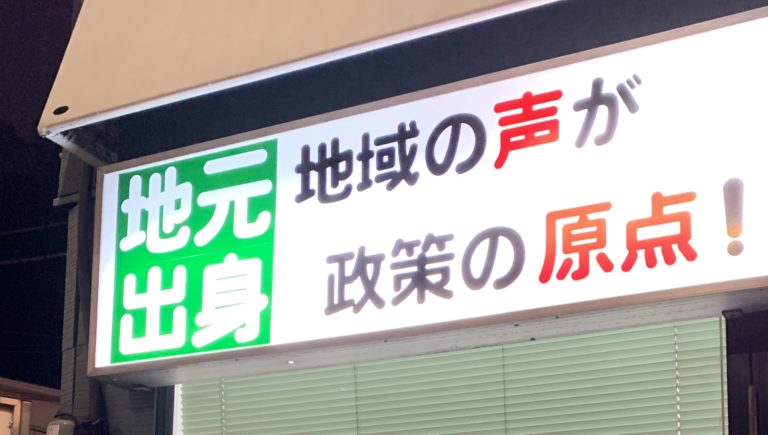 地元
出身
地域の声が
政策の原点！